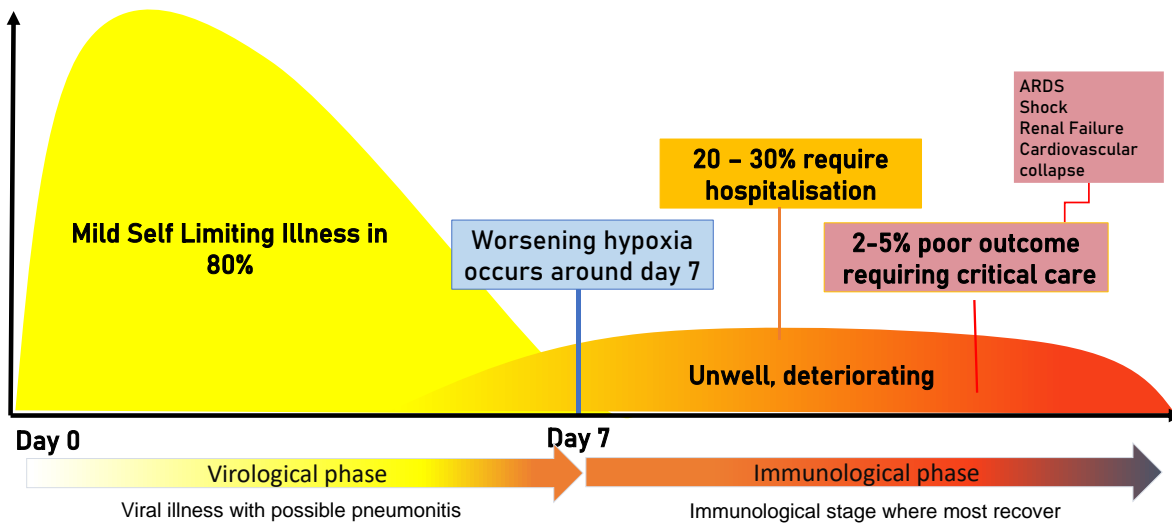 ARDS
Shock
Renal Failure
Cardiovascular
collapse
20 – 30% require
hospitalisation
Mild Self Limiting Illness in
80%
Worsening hypoxia
occurs around day 7
2-5% poor outcome
requiring critical care
Unwell, deteriorating
Day 0
Day 7
Virological phase
Immunological phase
Viral illness with possible pneumonitis
Immunological stage where most recover